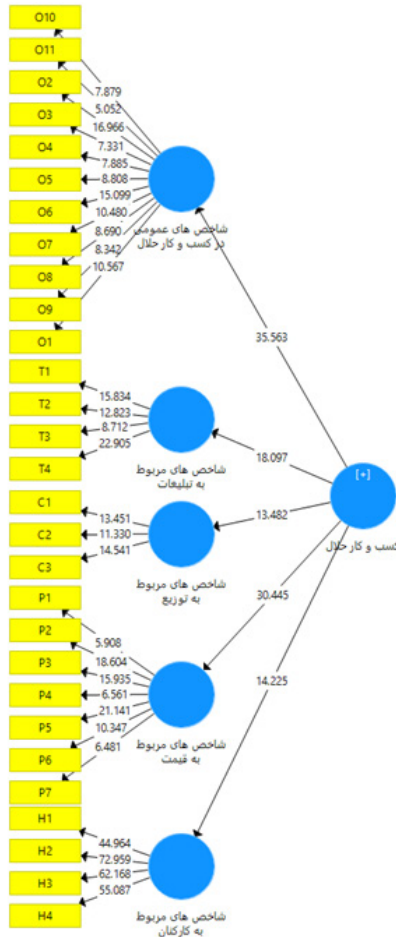 O10
O11
O2
O3
O4
O5
O6
O7
O8
O9
O1
7.879
5.052
16.966
7.331
7.885
8.808
15.099
10.480
8.690
8.342
10.567
شاخص های عمومی
در کسب و کار حلال
35.563
T1
T2
T3
T4
15.834
12.823
8.712
22.905
شاخص های مربوط
به تبلیغات
18.097
C1
C2
C3
13.451
11.330
14.541
شاخص های مربوط
به توزیع
13.482
[+]
کسب و کار حلال
P1
P2
P3
P4
P5
P6
P7
5.908
18.604
15.935
6.561
21.141
10.347
6.481
شاخص های مربوط
به قیمت
30.445
H1
H2
H3
H4
44.964
72.959
62.168
55.087
شاخص های مربوط
به کارکنان
14.225